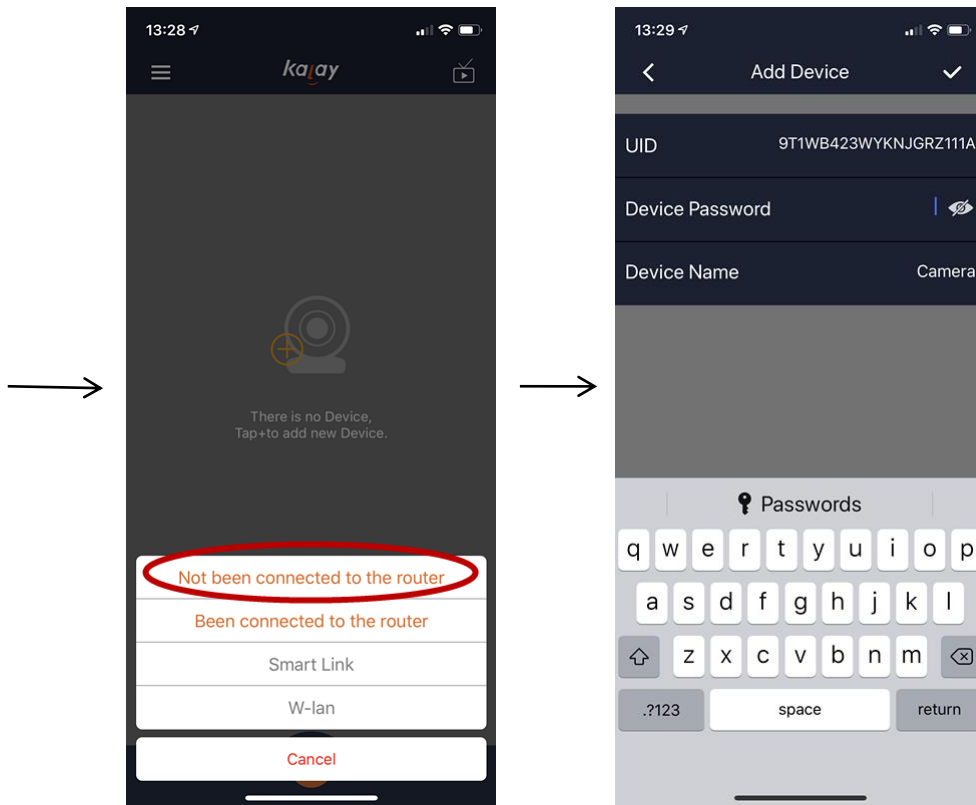 13:28
kalay
There is no Device,
Tap+to add new Device.
Not been connected to the router
Been connected to the router
Smart Link
W-lan
Cancel
13:29
Add Device
UID 9T1WB423WYKNJGRZ111A
Device Password
Device Name Camera
Passwords
q w e r t y u i o p
a s d f g h j k l
z x c v b n m
.?123 space return